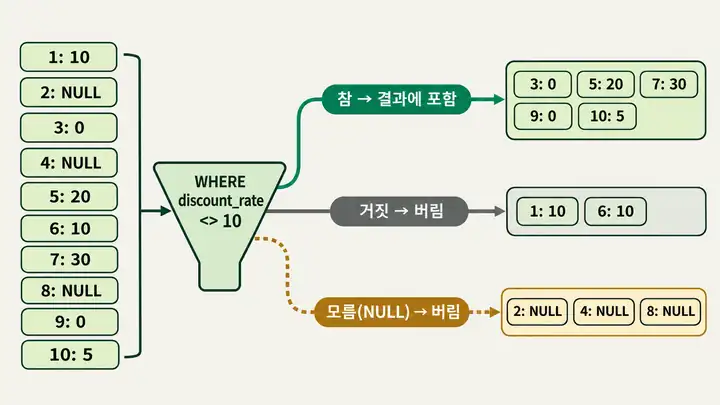 1: 10
2: NULL
3: 0
4: NULL
5: 20
6: 10
7: 30
8: NULL
9: 0
10: 5
WHERE
discount_rate
<> 10
참 → 결과에 포함
3: 0 5: 20 7: 30
9: 0 10: 5
거짓 → 버림
1: 10 6: 10
모름(NULL) → 버림
2: NULL 4: NULL 8: NULL